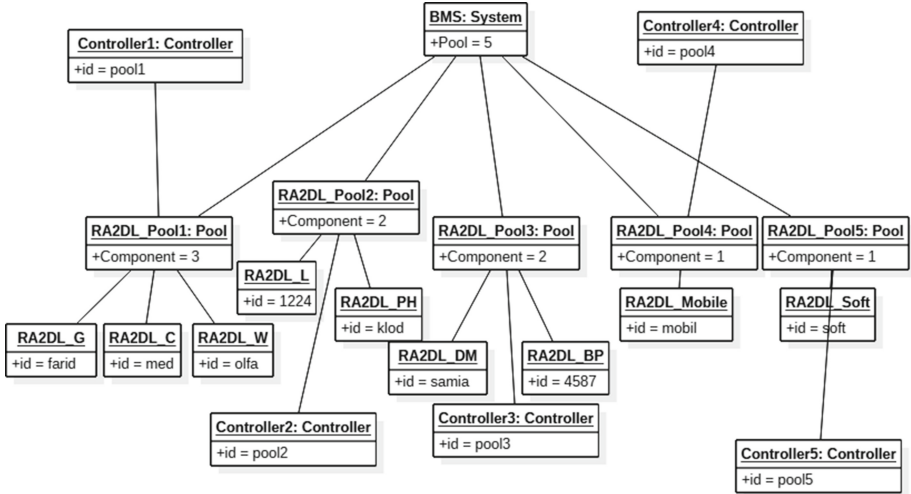 BMS: System
+Pool = 5
Controller4: Controller
+id = pool4
Controller1: Controller
+id = pool1
RA2DL_Pool2: Pool
+Component = 2
RA2DL_Pool1: Pool
+Component = 3
RA2DL_Pool3: Pool
+Component = 2
RA2DL_Pool4: Pool
+Component = 1
RA2DL_Pool5: Pool
+Component = 1
RA2DL_L
+id = 1224
RA2DL_PH
+id = klod
RA2DL_Mobile
+id = mobil
RA2DL_Soft
+id = soft
RA2DL_G
+id = farid
RA2DL_C
+id = med
RA2DL_W
+id = olfa
RA2DL_DM
+id = samia
RA2DL_BP
+id = 4587
Controller2: Controller
+id = pool2
Controller3: Controller
+id = pool3
Controller5: Controller
+id = pool5